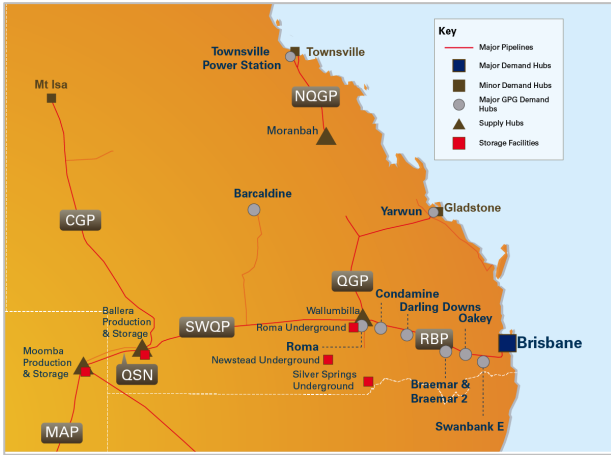 Key
Major Pipelines
Major Demand Hubs
Minor Demand Hubs
Major GPG Demand
Hubs
Supply Hubs
Storage Facilities
Townsville
Power Station
Townsville
Mt Isa
NQGP
Moranbah
Barcaldine
Yarwun
Gladstone
CGP
QGP
Condamine
Darling Downs
Oakey
Ballera
Production
& Storage
Wallumbilla
SWQP
Roma Underground
RBP
Brisbane
Roma
Moomba
Production
& Storage
Newstead Underground
QSN
Silver Springs
Underground
Braemar &
Braemar 2
Swanbank E
MAP